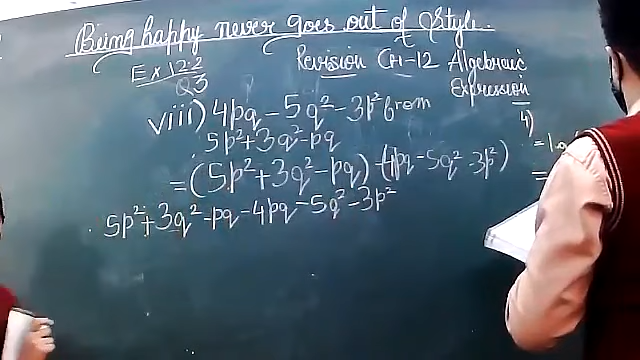 Being happy never goes out of Style.
Ex 12.2
Q3
Revision CH-12 Algebraic
Expression
viii) 4pq - 5q² - 3p² from
5p² + 3q² - pq
= (5p² + 3q² - pq) - (4pq - 5q² - 3p²)
5p² + 3q² - pq - 4pq - 5q² - 3p²
4)
=
=